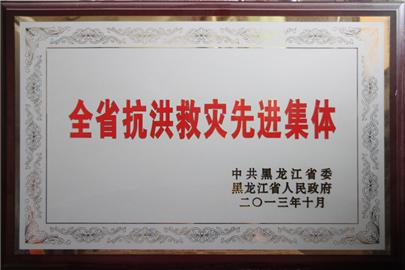 全省抗洪救灾先进集体
中共黑龙江省委
黑龙江省人民政府
二〇一三年十月